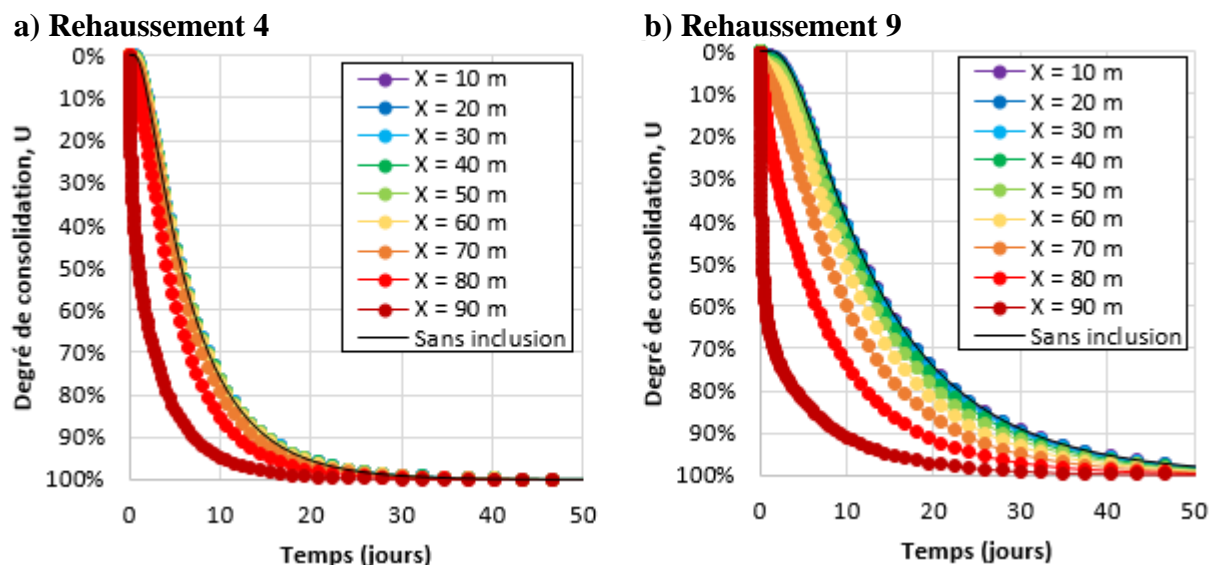 a) Rehaussement 4
0%
10%
20%
30%
40%
50%
60%
70%
80%
90%
100%
Degré de consolidation, U
X = 10 m
X = 20 m
X = 30 m
X = 40 m
X = 50 m
X = 60 m
X = 70 m
X = 80 m
X = 90 m
Sans inclusion
0 10 20 30 40 50
Temps (jours)
b) Rehaussement 9
0%
10%
20%
30%
40%
50%
60%
70%
80%
90%
100%
Degré de consolidation, U
X = 10 m
X = 20 m
X = 30 m
X = 40 m
X = 50 m
X = 60 m
X = 70 m
X = 80 m
X = 90 m
Sans inclusion
0 10 20 30 40 50
Temps (jours)